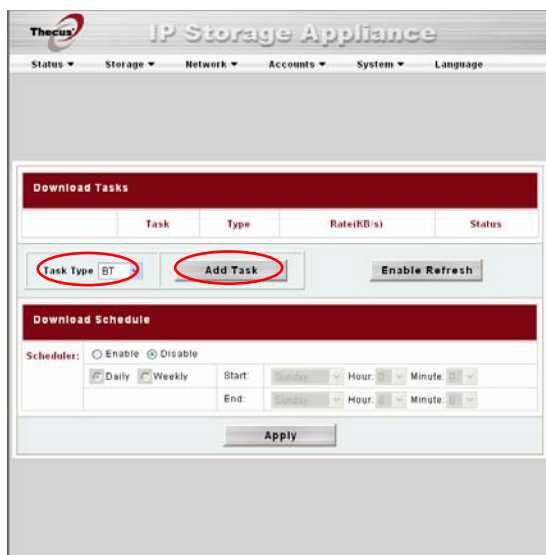 Thecus
IP Storage Appliance
Status Storage Network Accounts System Language
Download Tasks
Task Type Rate(KB/s) Status
Task Type BT Add Task Enable Refresh
Download Schedule
Scheduler: Enable Disable
Daily Weekly Start: Sunday Hour: 0 Minute: 0
End: Sunday Hour: 0 Minute: 0
Apply